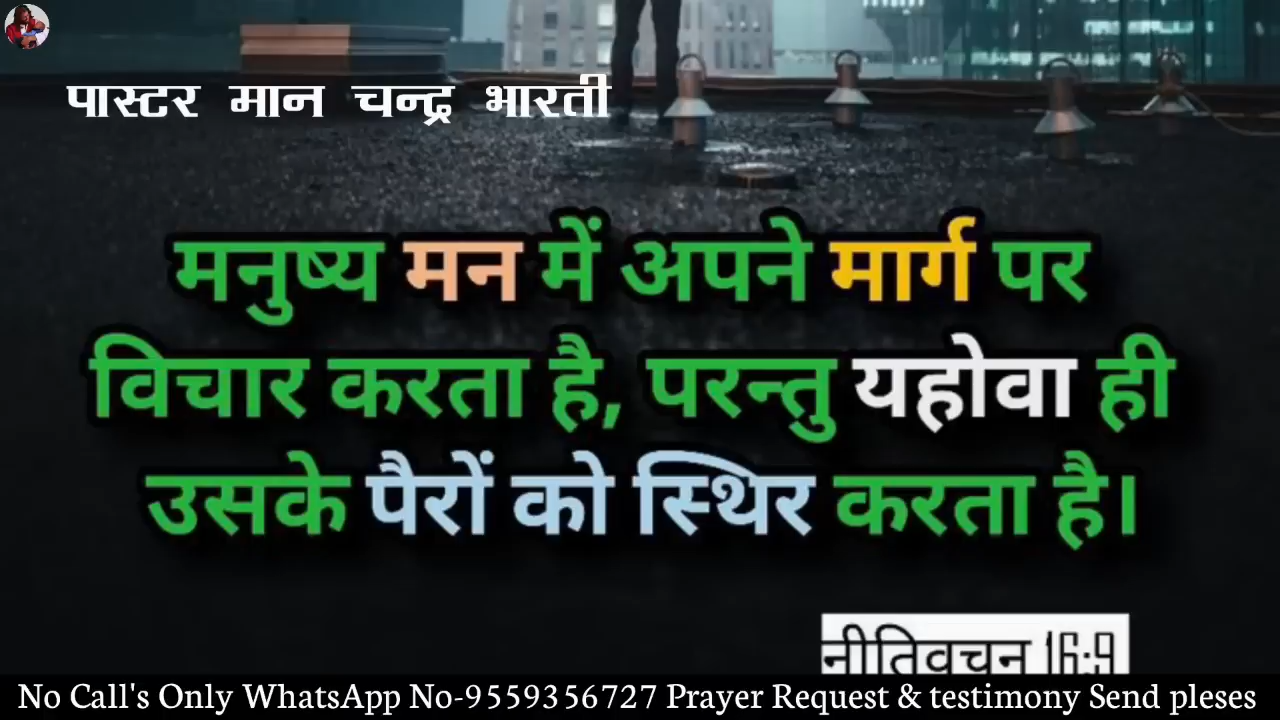 पास्टर मान चन्द्र भारती
मनुष्य मन में अपने मार्ग पर
विचार करता है, परन्तु यहोवा ही
उसके पैरों को स्थिर करता है।
नीतिवचन 16:9
No Call's Only WhatsApp No-9559356727 Prayer Request & testimony Send pleses